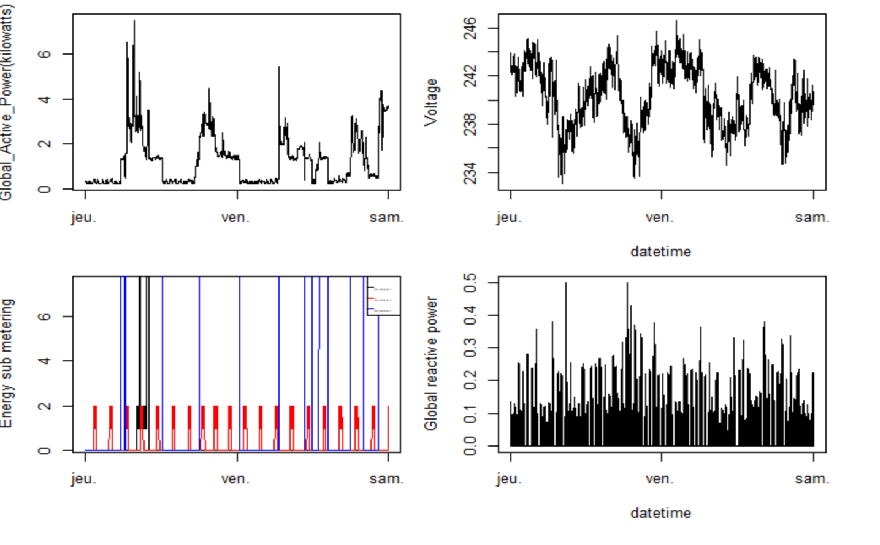 Global_Active_Power(kilowatts)
0 2 4 6
jeu. ven. sam.
Voltage
234 238 242 246
jeu. ven. sam.
datetime
Energy sub metering
0 2 4 6
jeu. ven. sam.
Global reactive power
0.0 0.1 0.2 0.3 0.4 0.5
jeu. ven. sam.
datetime